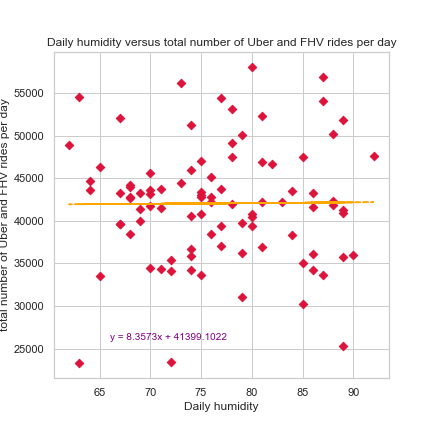 Daily humidity versus total number of Uber and FHV rides per day
total number of Uber and FHV rides per day
55000
50000
45000
40000
35000
30000
25000
y = 8.3573x + 41399.1022
65 70 75 80 85 90
Daily humidity